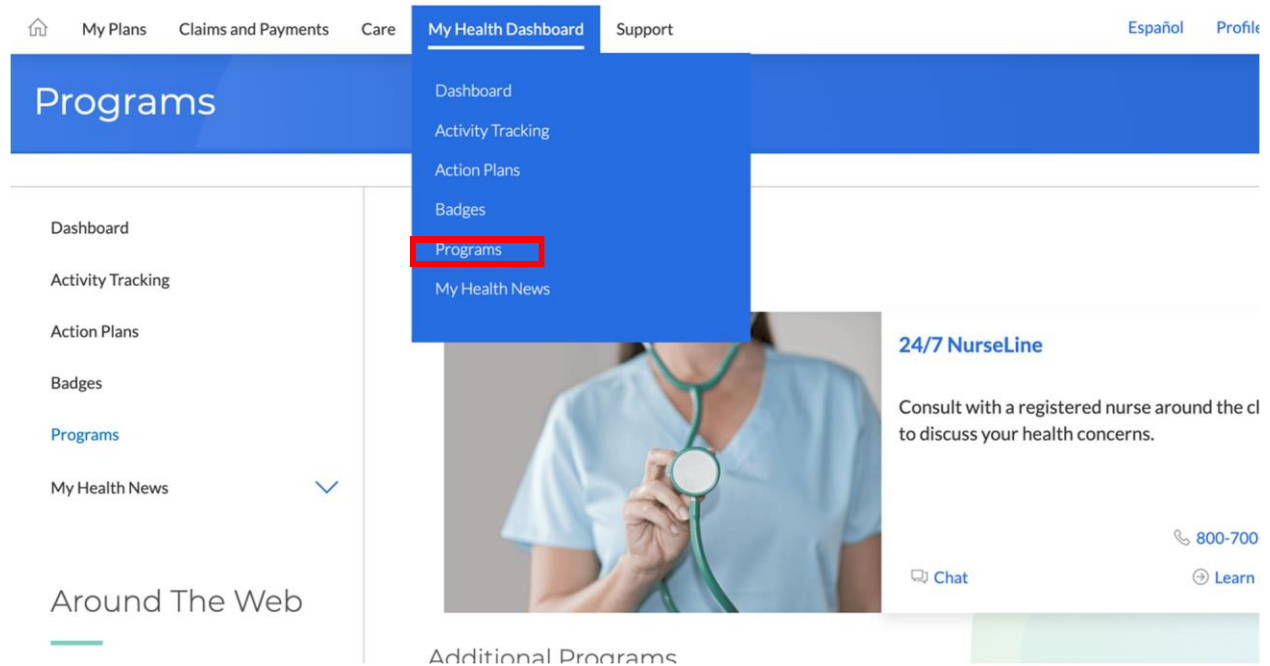 My Plans Claims and Payments Care My Health Dashboard Support Español Profile
Programs
Dashboard
Activity Tracking
Action Plans
Badges
Programs
My Health News
Dashboard
Activity Tracking
Action Plans
Badges
Programs
My Health News
24/7 NurseLine
Consult with a registered nurse around the cl
to discuss your health concerns.
800-700
Chat Learn
Around The Web
Additional Programs